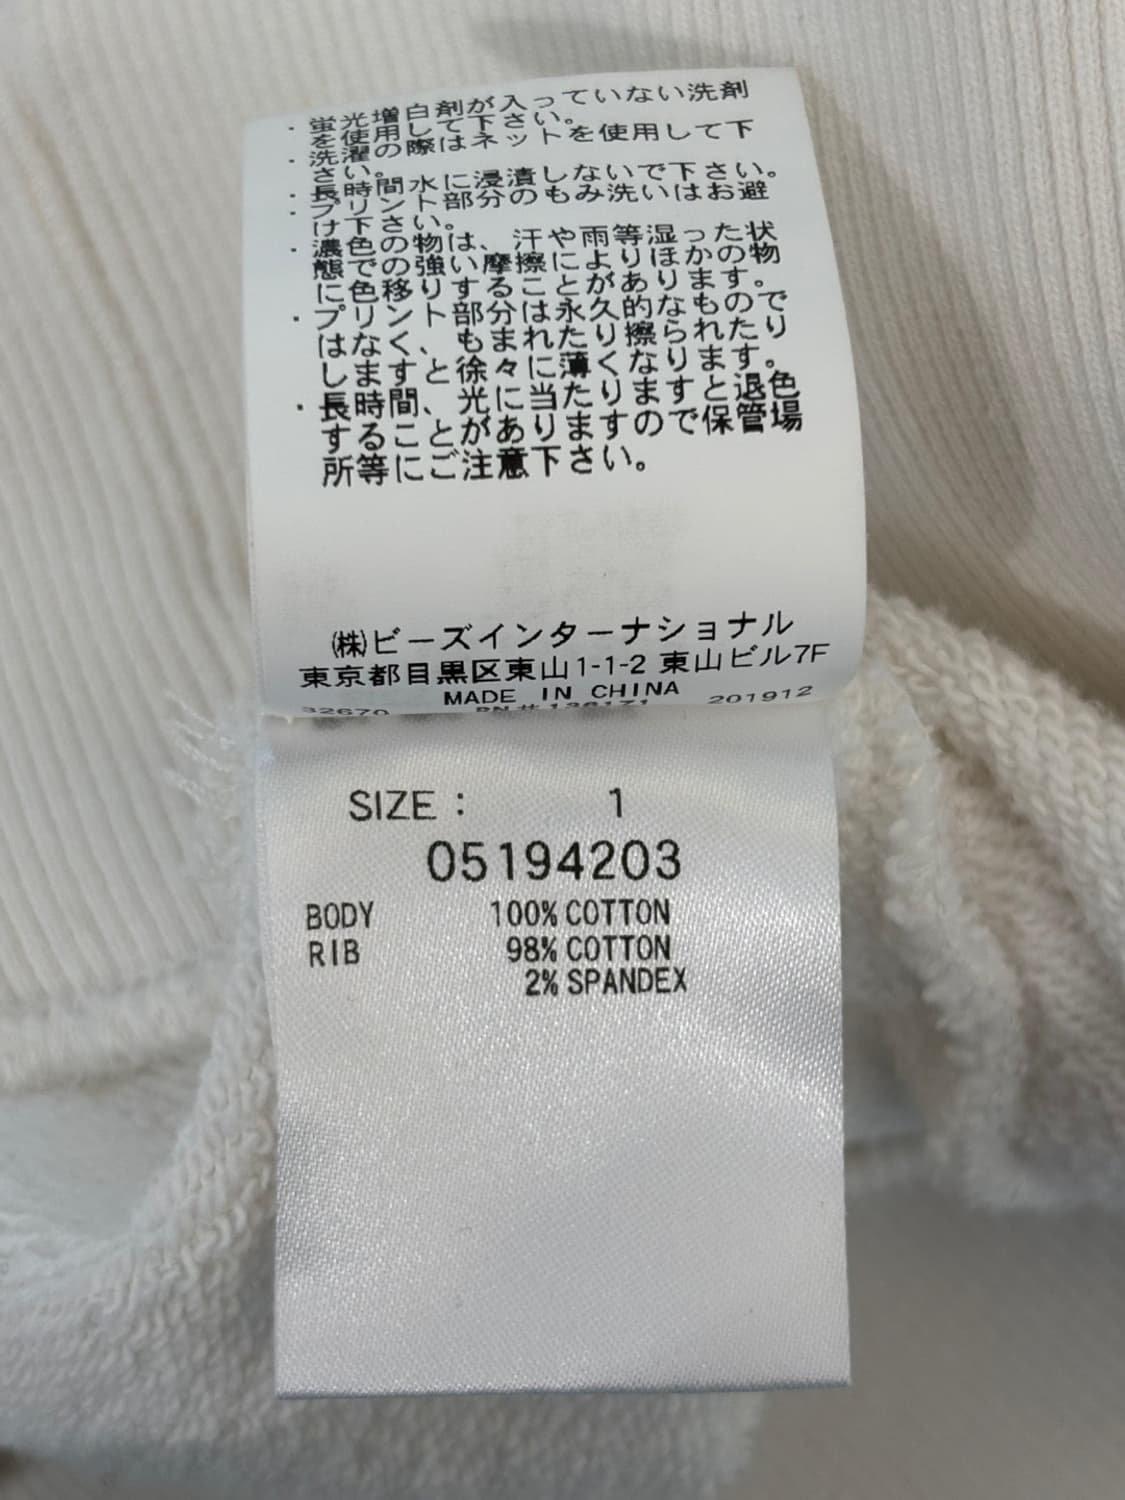 ・蛍光増白剤が入っていない洗剤
を使用して下さい。
・洗濯の際はネットを使用して下
さい。
・長時間水に浸漬しないで下さい。
・プリント部分のもみ洗いはお避
け下さい。
・濃色の物は、汗や雨等湿った状
態での強い摩擦によりほかの物
に色移りすることがあります。
・プリント部分は永久的なもので
はなく、もまれたり擦られたり
しますと徐々に薄くなります。
・長時間、光に当たりますと退色
することがありますので保管場
所等にご注意下さい。
㈱ビーズインターナショナル
東京都目黒区東山1-1-2 東山ビル7F
MADE IN CHINA
32670 RN# 136171 201912
SIZE : 1
05194203
BODY 100% COTTON
RIB 98% COTTON
2% SPANDEX